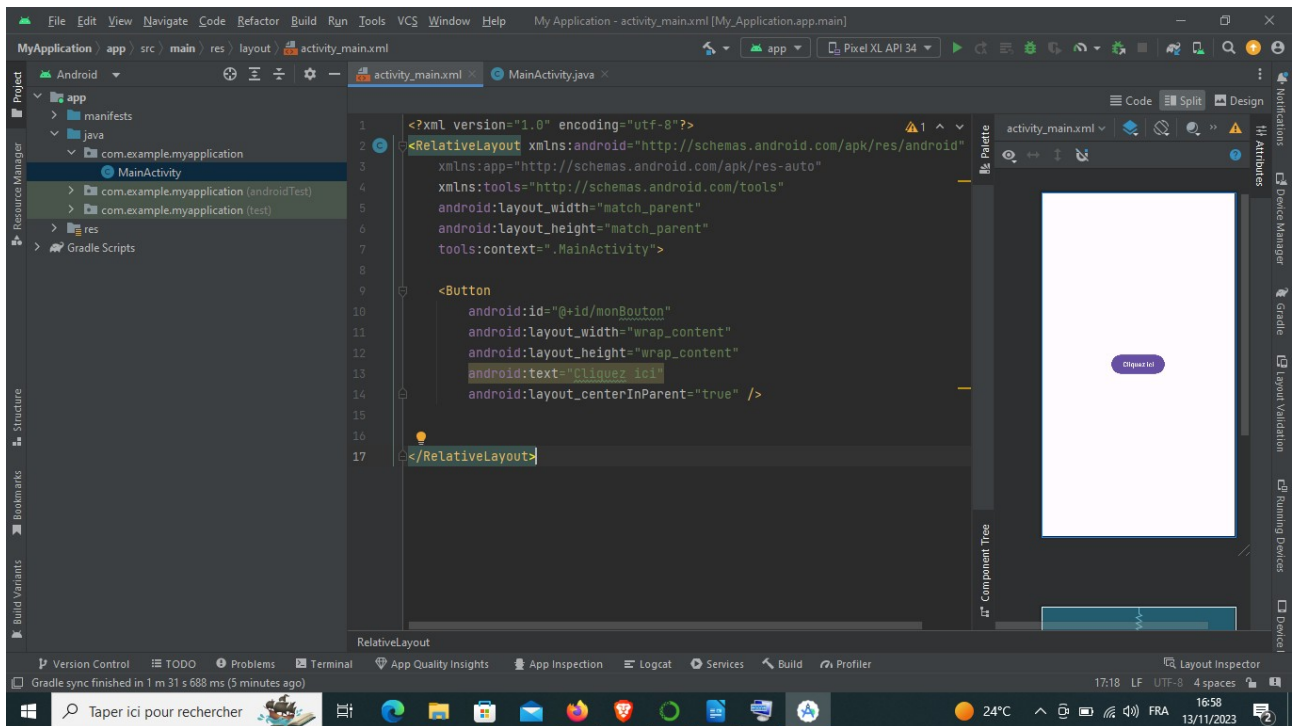 File Edit View Navigate Code Refactor Build Run Tools VCS Window Help My Application - activity_main.xml [My_Application.app.main]
MyApplication app src main res layout activity_main.xml app Pixel XL API 34
Project
Android
activity_main.xml MainActivity.java
Code Split Design
app
manifests
java
com.example.myapplication
MainActivity
com.example.myapplication (androidTest)
com.example.myapplication (test)
res
Gradle Scripts
Resource Manager
Structure
Bookmarks
Build Variants
1 <?xml version="1.0" encoding="utf-8"?>
2 <RelativeLayout xmlns:android="http://schemas.android.com/apk/res/android"
3 xmlns:app="http://schemas.android.com/apk/res-auto"
4 xmlns:tools="http://schemas.android.com/tools"
5 android:layout_width="match_parent"
6 android:layout_height="match_parent"
7 tools:context=".MainActivity">
8
9 <Button
10 android:id="@+id/monBouton"
11 android:layout_width="wrap_content"
12 android:layout_height="wrap_content"
13 android:text="Cliquez ici"
14 android:layout_centerInParent="true" />
15
16
17 </RelativeLayout>
1
RelativeLayout
Palette
Component Tree
activity_main.xml
Cliquez ici
Notifications
Attributes
Device Manager
Gradle
Layout Validation
Running Devices
Device
Version Control TODO Problems Terminal App Quality Insights App Inspection Logcat Services Build Profiler Layout Inspector
Gradle sync finished in 1 m 31 s 688 ms (5 minutes ago) 17:18 LF UTF-8 4 spaces
Taper ici pour rechercher 24°C FRA 16:58
13/11/2023
2